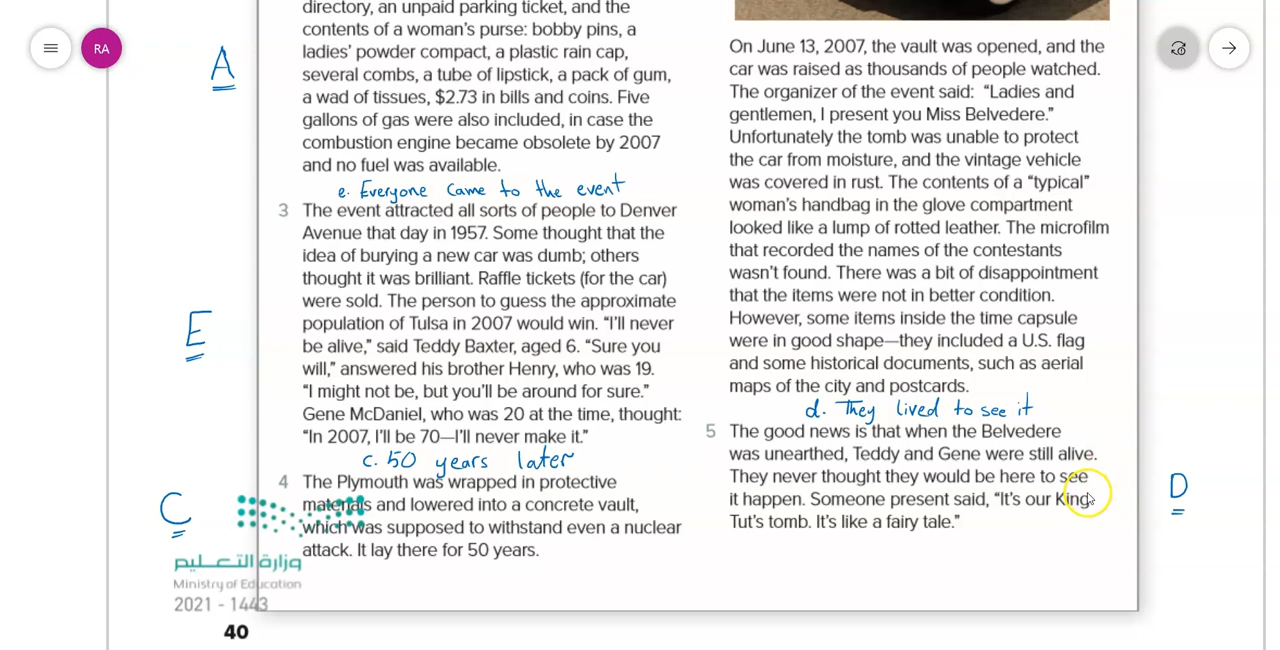 RA
A
directory, an unpaid parking ticket, and the
contents of a woman's purse: bobby pins, a
ladies' powder compact, a plastic rain cap,
several combs, a tube of lipstick, a pack of gum,
a wad of tissues, $2.73 in bills and coins. Five
gallons of gas were also included, in case the
combustion engine became obsolete by 2007
and no fuel was available.
e. Everyone came to the event
3 The event attracted all sorts of people to Denver
Avenue that day in 1957. Some thought that the
idea of burying a new car was dumb; others
thought it was brilliant. Raffle tickets (for the car)
were sold. The person to guess the approximate
population of Tulsa in 2007 would win. "I'll never
be alive," said Teddy Baxter, aged 6. "Sure you
will," answered his brother Henry, who was 19.
"I might not be, but you'll be around for sure."
Gene McDaniel, who was 20 at the time, thought:
"In 2007, I'll be 70—I'll never make it."
E
c. 50 years later
4 The Plymouth was wrapped in protective
materials and lowered into a concrete vault,
which was supposed to withstand even a nuclear
attack. It lay there for 50 years.
C
وزارة التعليم
Ministry of Education
2021 - 1443
40
On June 13, 2007, the vault was opened, and the
car was raised as thousands of people watched.
The organizer of the event said: "Ladies and
gentlemen, I present you Miss Belvedere."
Unfortunately the tomb was unable to protect
the car from moisture, and the vintage vehicle
was covered in rust. The contents of a "typical"
woman's handbag in the glove compartment
looked like a lump of rotted leather. The microfilm
that recorded the names of the contestants
wasn't found. There was a bit of disappointment
that the items were not in better condition.
However, some items inside the time capsule
were in good shape—they included a U.S. flag
and some historical documents, such as aerial
maps of the city and postcards.
d. They lived to see it
5 The good news is that when the Belvedere
was unearthed, Teddy and Gene were still alive.
They never thought they would be here to see
it happen. Someone present said, "It's our King
Tut's tomb. It's like a fairy tale."
D